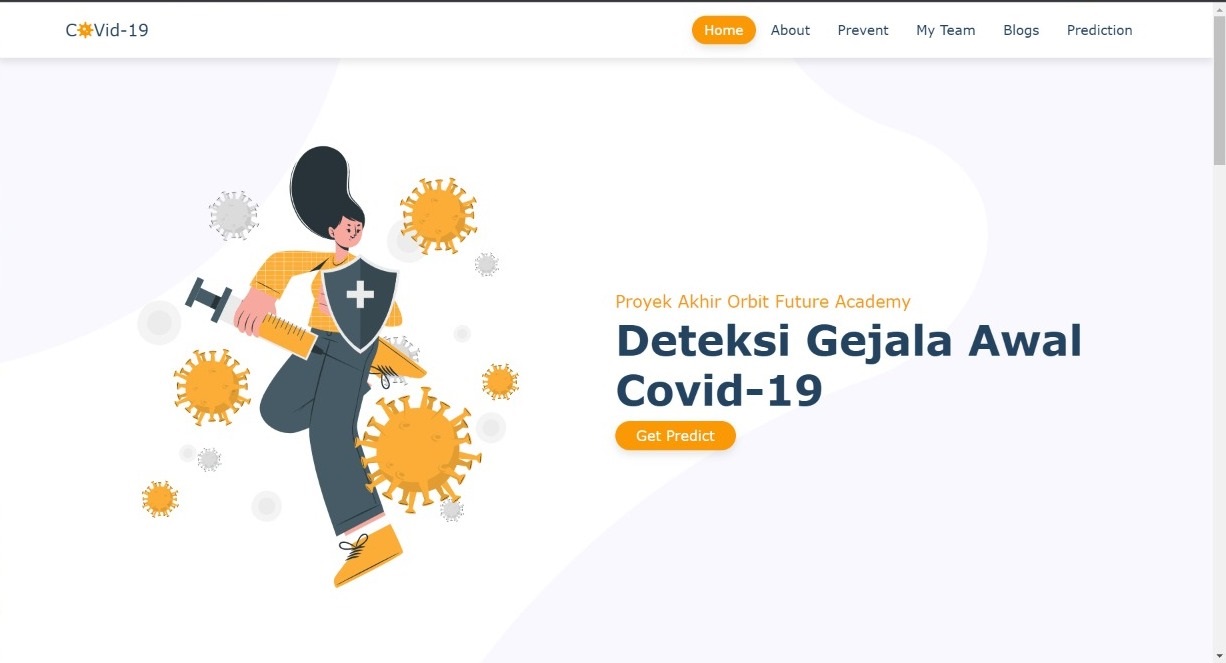 COVid-19
Home About Prevent My Team Blogs Prediction
Proyek Akhir Orbit Future Academy
Deteksi Gejala Awal
Covid-19
Get Predict